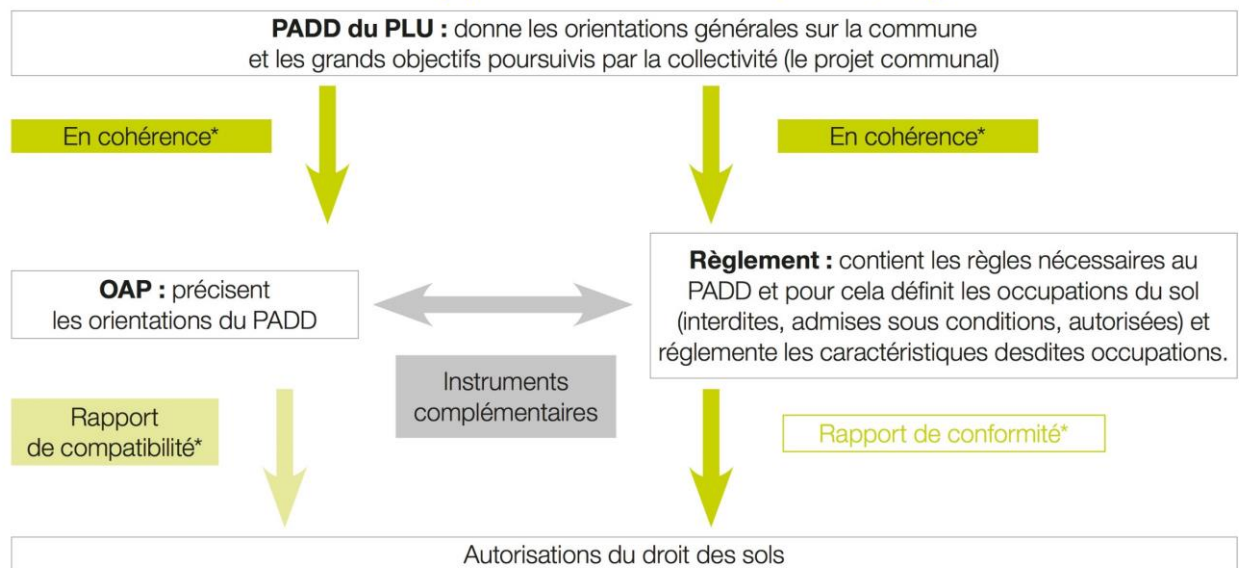 PADD du PLU : donne les orientations générales sur la commune
et les grands objectifs poursuivis par la collectivité (le projet communal)
En cohérence*
En cohérence*
OAP : précisent
les orientations du PADD
Règlement : contient les règles nécessaires au
PADD et pour cela définit les occupations du sol
(interdites, admises sous conditions, autorisées) et
réglemente les caractéristiques desdites occupations.
Instruments
complémentaires
Rapport
de compatibilité*
Rapport de conformité*
Autorisations du droit des sols